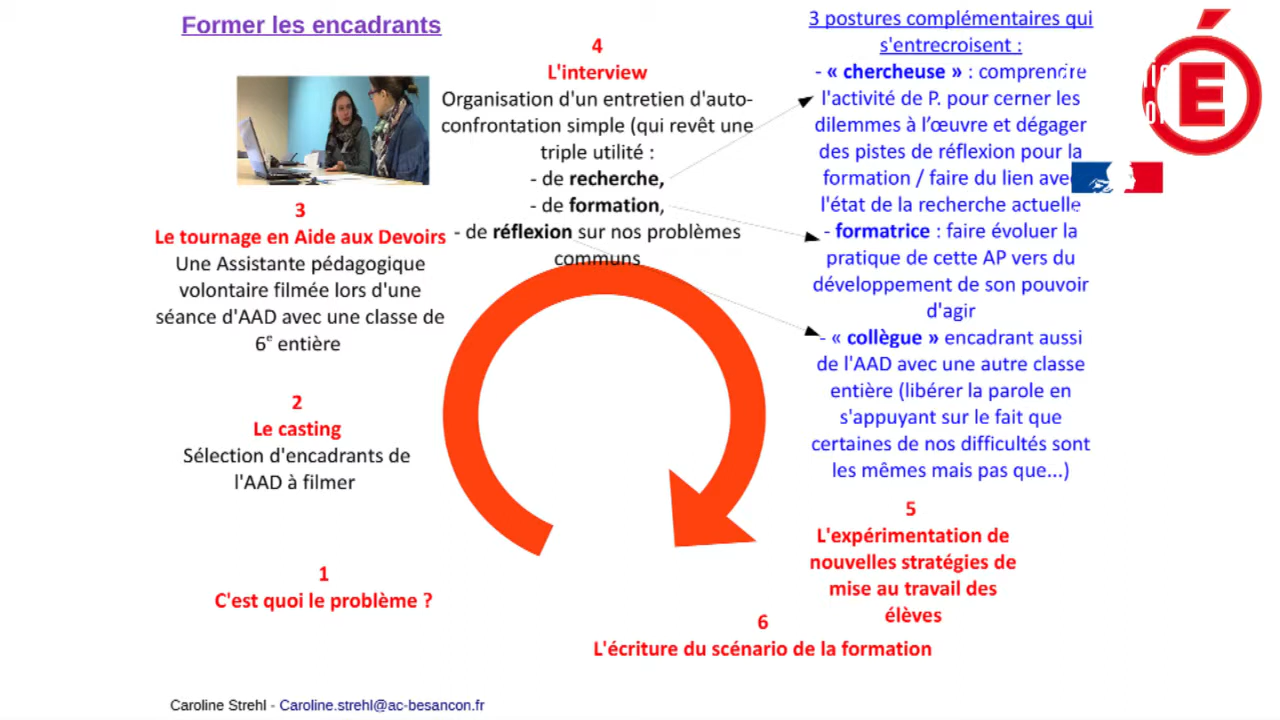 Former les encadrants
4
L'interview
Organisation d'un entretien d'auto-
confrontation simple (qui revêt une
triple utilité :
- de recherche,
- de formation,
- de réflexion sur nos problèmes
communs
3 postures complémentaires qui
s'entrecroisent :
- « chercheuse » : comprendre
l'activité de P. pour cerner les
dilemmes à l'œuvre et dégager
des pistes de réflexion pour la
formation / faire du lien avec
l'état de la recherche actuelle
- formatrice : faire évoluer la
pratique de cette AP vers du
développement de son pouvoir
d'agir
- « collègue » encadrant aussi
de l'AAD avec une autre classe
entière (libérer la parole en
s'appuyant sur le fait que
certaines de nos difficultés sont
les mêmes mais pas que...)
É
3
Le tournage en Aide aux Devoirs
Une Assistante pédagogique
volontaire filmée lors d'une
séance d'AAD avec une classe de
6e entière
2
Le casting
Sélection d'encadrants de
l'AAD à filmer
1
C'est quoi le problème ?
5
L'expérimentation de
nouvelles stratégies de
mise au travail des
élèves
6
L'écriture du scénario de la formation
Caroline Strehl - Caroline.strehl@ac-besancon.fr